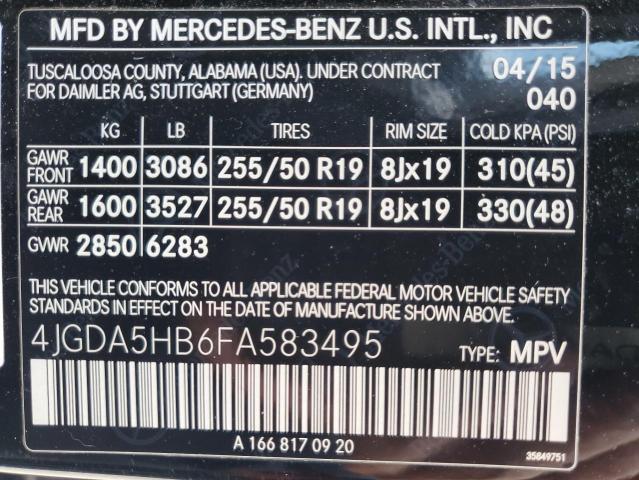 MFD BY MERCEDES-BENZ U.S. INTL., INC
TUSCALOOSA COUNTY, ALABAMA (USA). UNDER CONTRACT 04/15
FOR DAIMLER AG, STUTTGART (GERMANY) 040
KG LB TIRES RIM SIZE COLD KPA (PSI)
GAWR FRONT 1400 3086 255/50 R19 8Jx19 310(45)
GAWR REAR 1600 3527 255/50 R19 8Jx19 330(48)
GVWR 2850 6283
THIS VEHICLE CONFORMS TO ALL APPLICABLE FEDERAL MOTOR VEHICLE SAFETY
STANDARDS IN EFFECT ON THE DATE OF MANUFACTURE SHOWN ABOVE.
4JGDA5HB6FA583495 TYPE: MPV
A 166 817 09 20
35849751